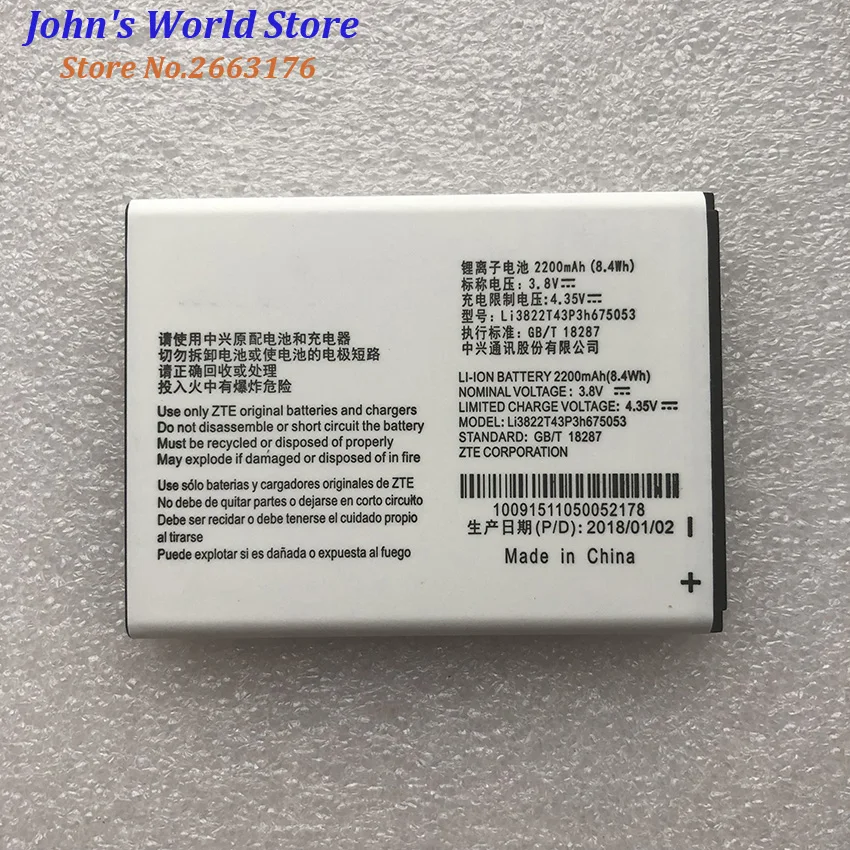 John's World Store
Store No.2663176
请使用中兴原配电池和充电器
切勿拆卸电池或使电池的电极短路
请正确回收或处理
投入火中有爆炸危险
Use only ZTE original batteries and chargers
Do not disassemble or short circuit the battery
Must be recycled or disposed of properly
May explode if damaged or disposed of in fire
Use sólo baterias y cargadores originales de ZTE
No debe de quitar partes o dejarse en corto circuito
Debe ser recidar o debe tenerse el cuidado propio
al tirarse
Puede explotar si es dañada o expuesta al fuego
锂离子电池 2200mAh (8.4Wh)
标称电压: 3.8V
充电限制电压: 4.35V
型号: Li3822T43P3h675053
执行标准: GB/T 18287
中兴通讯股份有限公司
LI-ION BATTERY 2200mAh(8.4Wh)
NOMINAL VOLTAGE: 3.8V
LIMITED CHARGE VOLTAGE: 4.35V
MODEL: Li3822T43P3h675053
STANDARD: GB/T 18287
ZTE CORPORATION
10091511050052178
生产日期(P/D): 2018/01/02
Made in China
+